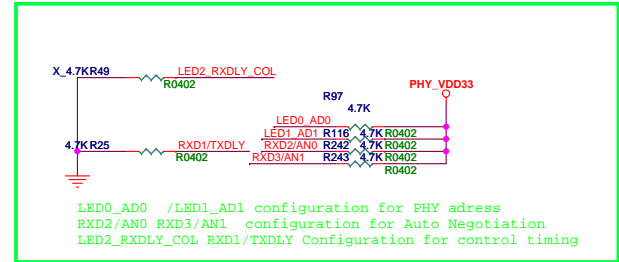 X_4.7K R49 LED2_RXDLY_COL
R0402
PHY_VDD33
R97
4.7K
LED0_AD0
LED1_AD1 R116 4.7K R0402
4.7K R25 RXD1/TXDLY RXD2/AN0 R242 4.7K R0402
R0402 RXD3/AN1 R243 4.7K R0402
R0402
LED0_AD0 /LED1_AD1 configuration for PHY adress
RXD2/AN0 RXD3/AN1 configuration for Auto Negotiation
LED2_RXDLY_COL RXD1/TXDLY Configuration for control timing